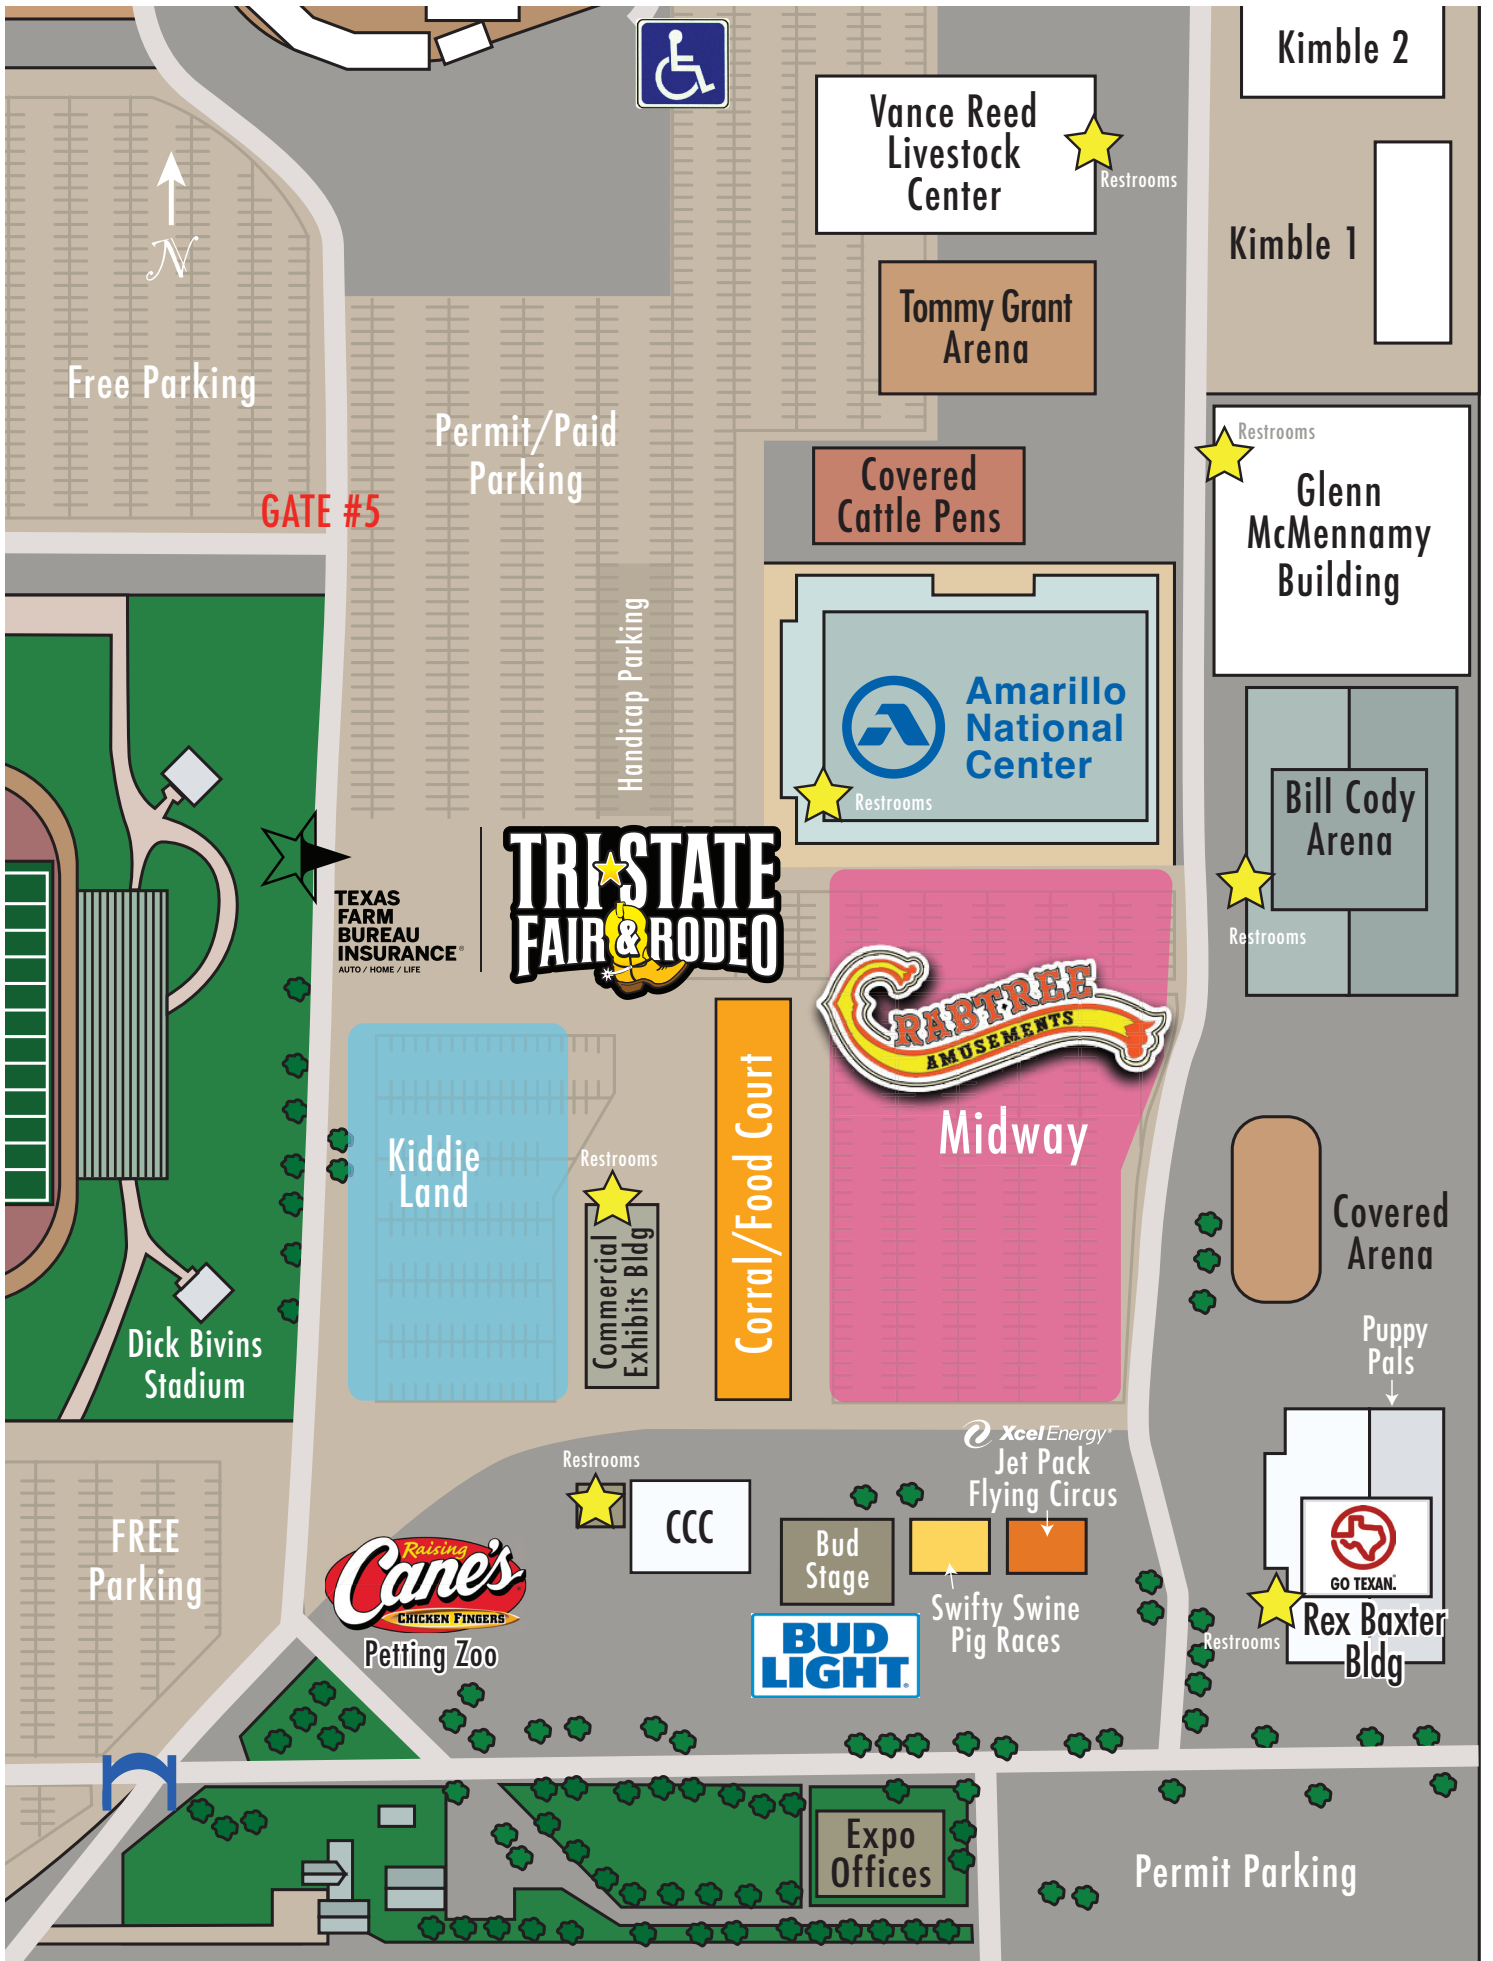 Kimble 2
Vance Reed
Livestock
Center
Restrooms
N
Kimble 1
Tommy Grant
Arena
Free Parking
Permit/Paid
Parking
GATE #5
Covered
Cattle Pens
Restrooms
Glenn
McMennamy
Building
Handicap Parking
Amarillo
National
Center
Restrooms
Bill Cody
Arena
Restrooms
TEXAS
FARM
BUREAU
INSURANCE®
AUTO / HOME / LIFE
TRI STATE
FAIR & RODEO
CRABTREE
AMUSEMENTS
Midway
Kiddie
Land
Restrooms
Commercial
Exhibits Bldg
Corral/Food Court
Covered
Arena
Dick Bivins
Stadium
Puppy
Pals
Xcel Energy®
Jet Pack
Flying Circus
Restrooms
CCC
FREE
Parking
Raising
Cane's
CHICKEN FINGERS®
Petting Zoo
Bud
Stage
BUD
LIGHT®
Swifty Swine
Pig Races
GO TEXAN.
Rex Baxter
Bldg
Restrooms
Expo
Offices
Permit Parking